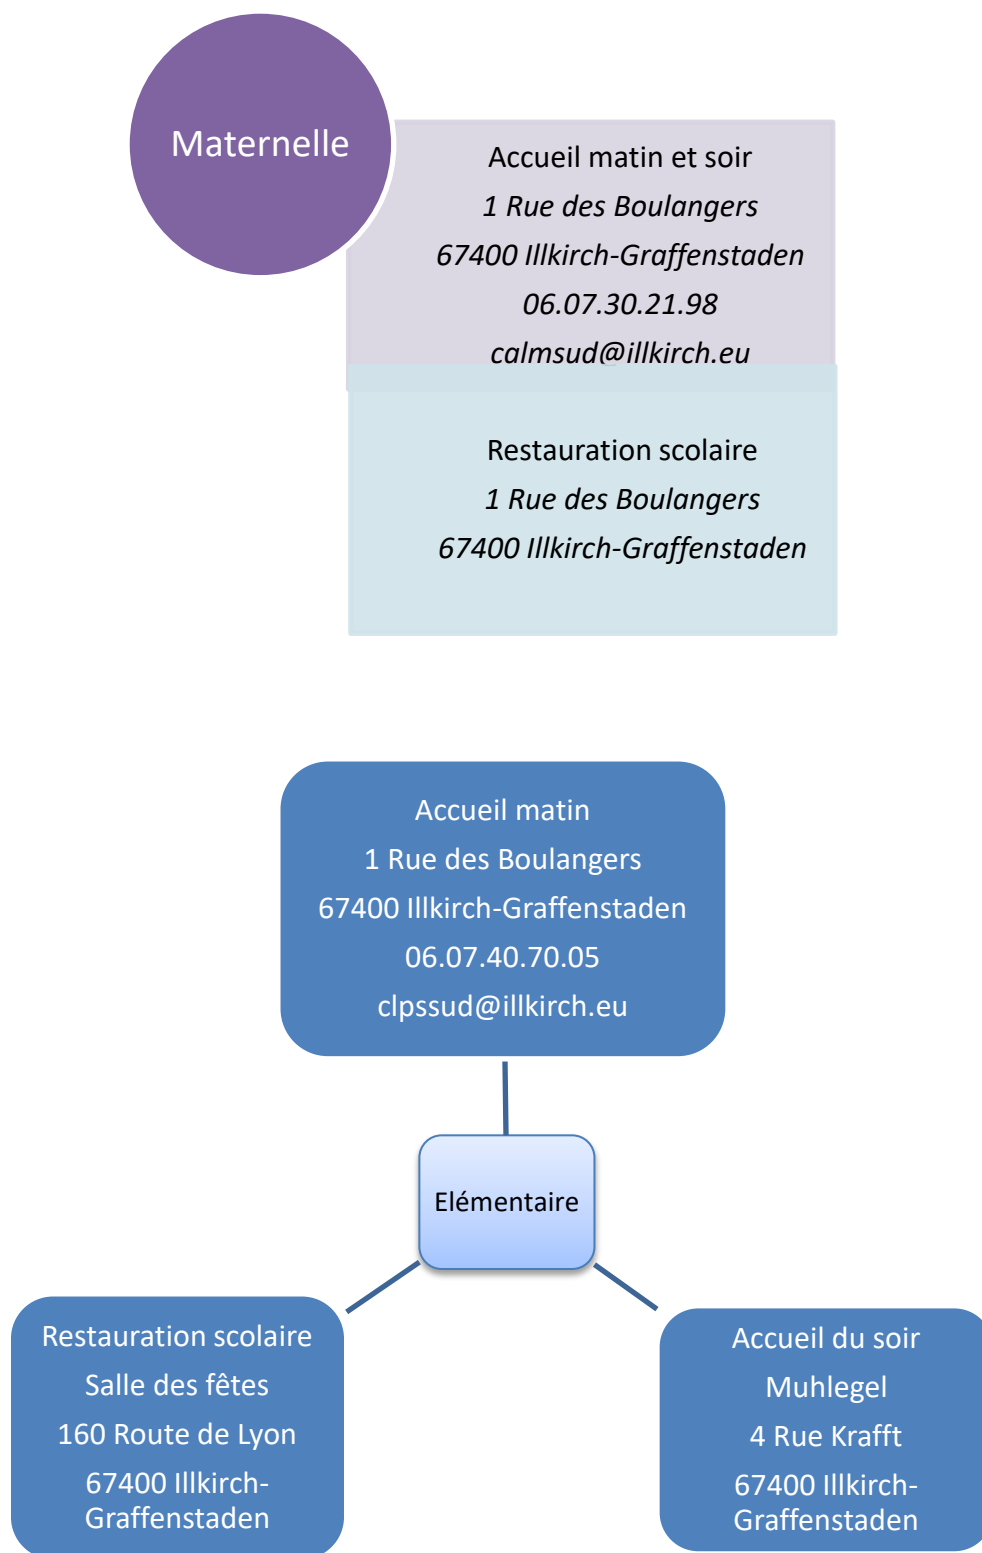 Maternelle
Accueil matin et soir
1 Rue des Boulangers
67400 Illkirch-Graffenstaden
06.07.30.21.98
calmsud@illkirch.eu
Restauration scolaire
1 Rue des Boulangers
67400 Illkirch-Graffenstaden
Accueil matin
1 Rue des Boulangers
67400 Illkirch-Graffenstaden
06.07.40.70.05
clpssud@illkirch.eu
Elémentaire
Restauration scolaire
Salle des fêtes
160 Route de Lyon
67400 Illkirch-
Graffenstaden
Accueil du soir
Muhlegel
4 Rue Krafft
67400 Illkirch-
Graffenstaden